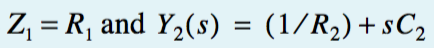 Z₁ = R₁ and Y₂(s) = (1/R₂) + sC₂